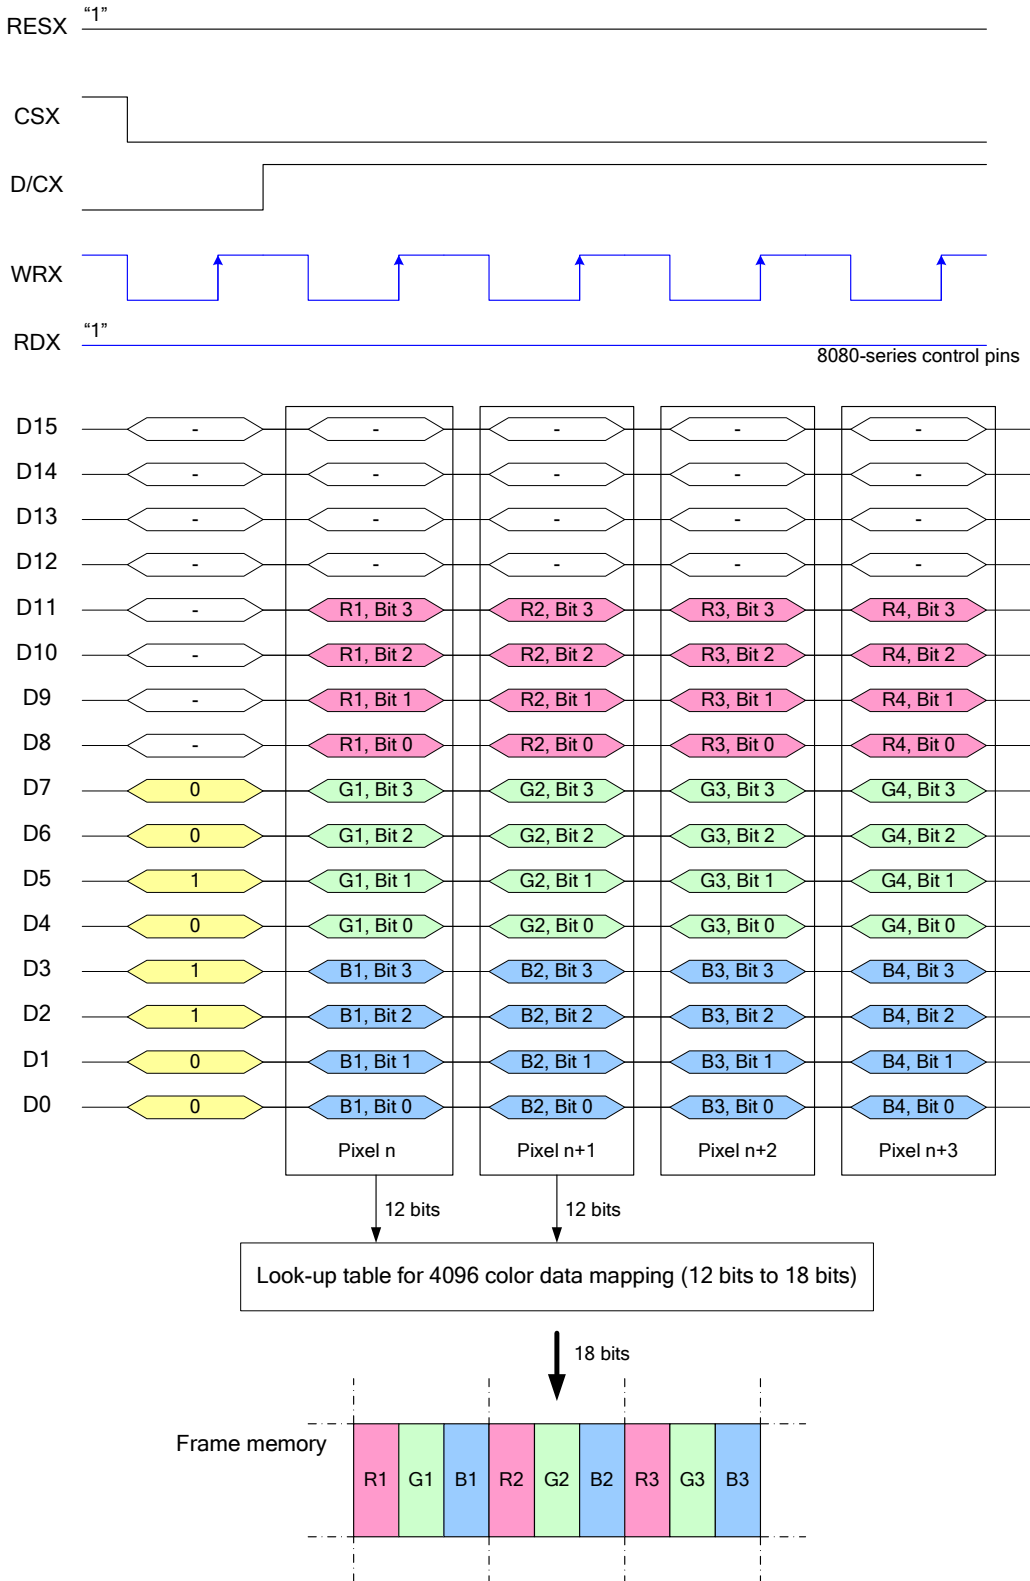 RESX “1”
CSX
D/CX
WRX
RDX “1”
8080-series control pins
D15 - - - - -
D14 - - - - -
D13 - - - - -
D12 - - - - -
D11 - R1, Bit 3 R2, Bit 3 R3, Bit 3 R4, Bit 3
D10 - R1, Bit 2 R2, Bit 2 R3, Bit 2 R4, Bit 2
D9 - R1, Bit 1 R2, Bit 1 R3, Bit 1 R4, Bit 1
D8 - R1, Bit 0 R2, Bit 0 R3, Bit 0 R4, Bit 0
D7 0 G1, Bit 3 G2, Bit 3 G3, Bit 3 G4, Bit 3
D6 0 G1, Bit 2 G2, Bit 2 G3, Bit 2 G4, Bit 2
D5 1 G1, Bit 1 G2, Bit 1 G3, Bit 1 G4, Bit 1
D4 0 G1, Bit 0 G2, Bit 0 G3, Bit 0 G4, Bit 0
D3 1 B1, Bit 3 B2, Bit 3 B3, Bit 3 B4, Bit 3
D2 1 B1, Bit 2 B2, Bit 2 B3, Bit 2 B4, Bit 2
D1 0 B1, Bit 1 B2, Bit 1 B3, Bit 1 B4, Bit 1
D0 0 B1, Bit 0 B2, Bit 0 B3, Bit 0 B4, Bit 0
Pixel n Pixel n+1 Pixel n+2 Pixel n+3
12 bits 12 bits
Look-up table for 4096 color data mapping (12 bits to 18 bits)
18 bits
Frame memory
R1 G1 B1 R2 G2 B2 R3 G3 B3